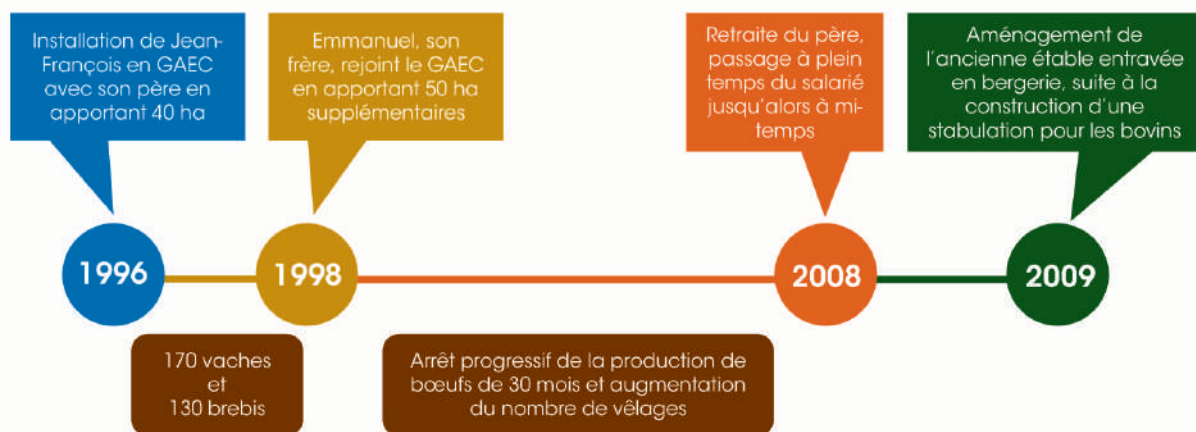 Installation de Jean-
François en GAEC
avec son père en
apportant 40 ha
Emmanuel, son
frère, rejoint le GAEC
en apportant 50 ha
supplémentaires
Retraite du père,
passage à plein
temps du salarié
jusqu'alors à mi-
temps
Aménagement de
l'ancienne étable entravée
en bergerie, suite à la
construction d'une
stabulation pour les bovins
1996
1998
2008
2009
170 vaches
et
130 brebis
Arrêt progressif de la production de
bœufs de 30 mois et augmentation
du nombre de vêlages